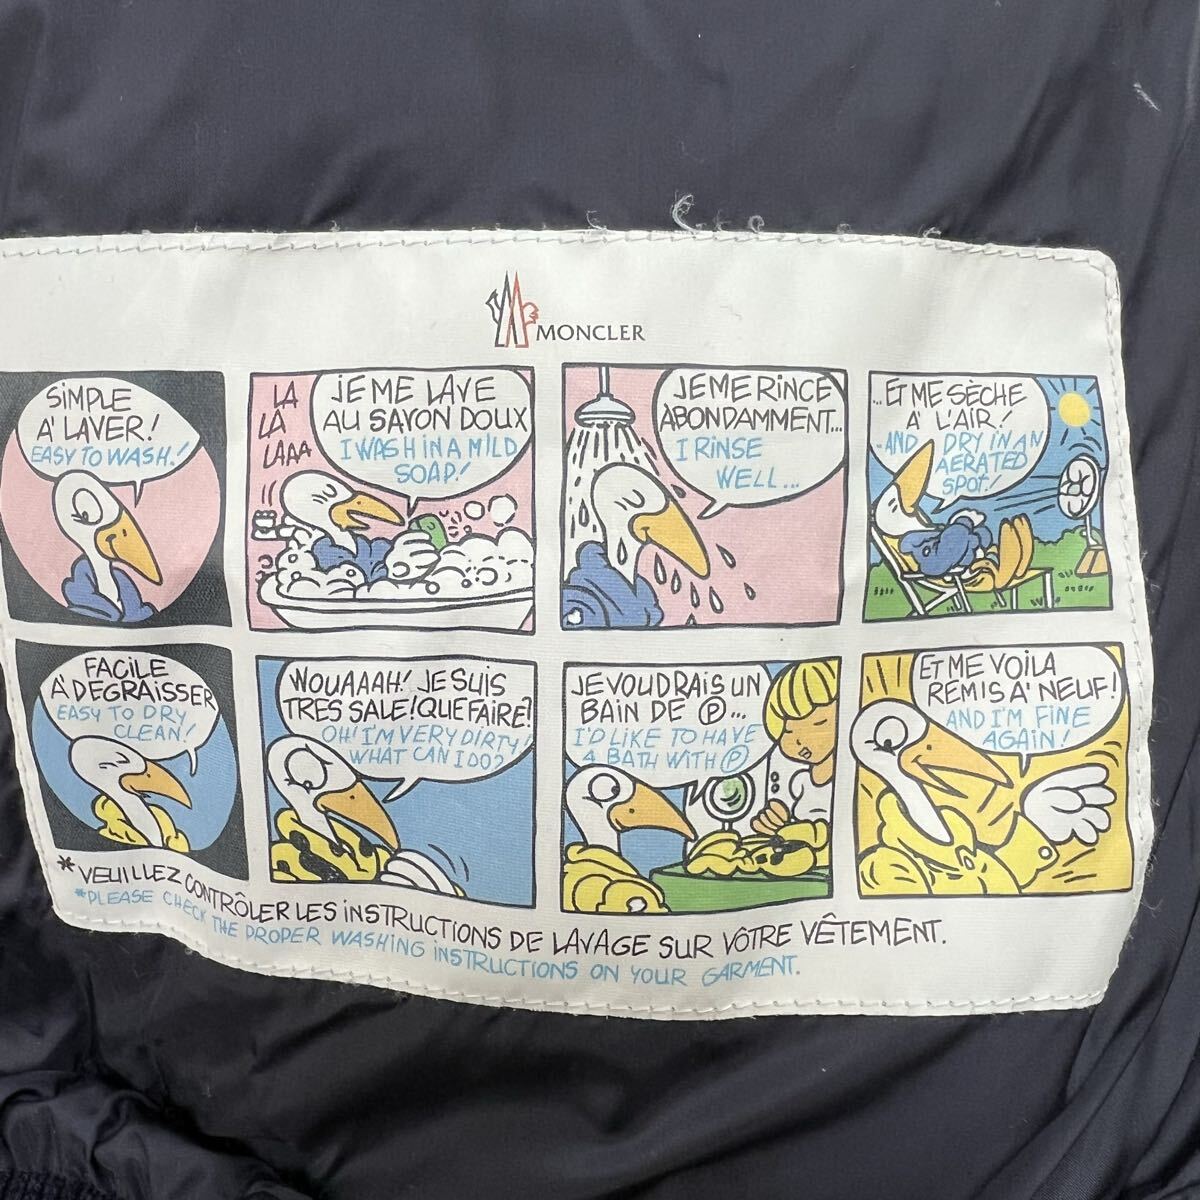 MONCLER
SiMPLE
A' LAVER!
EASY TO WASH!
LA
LA
LAAA
JE ME LAVE
AU SAVON DOUX
I WASH iN A MiLD
SOAP!
JE ME RiNCE
ABONDAMMENT...
I RiNSE
WELL...
...ET ME SÈCHE
A' L'AiR!
...AND DRY iN AN
AERATED
SPOT!
FACiLE
A' DEGRAiSSER
EASY TO DRY
CLEAN!
WOUAAAH! JE SUiS
TRES SALE! QUE FAiRE?
OH! I'M VERY DIRTY!
WHAT CAN I DO?
JE VOUDRAiS UN
BAiN DE Ⓟ...
I'D LiKE TO HAVE
A BATH WiTH Ⓟ
ET ME VOiLA
REMiS A' NEUF!
AND I'M FINE
AGAiN!
* VEUiLLEZ CONTRÔLER LES iNSTRUCTiONS DE LAVAGE SUR VÔTRE VÊTEMENT.
*PLEASE CHECK THE PROPER WASHiNG iNSTRUCTiONS ON YOUR GARMENT.